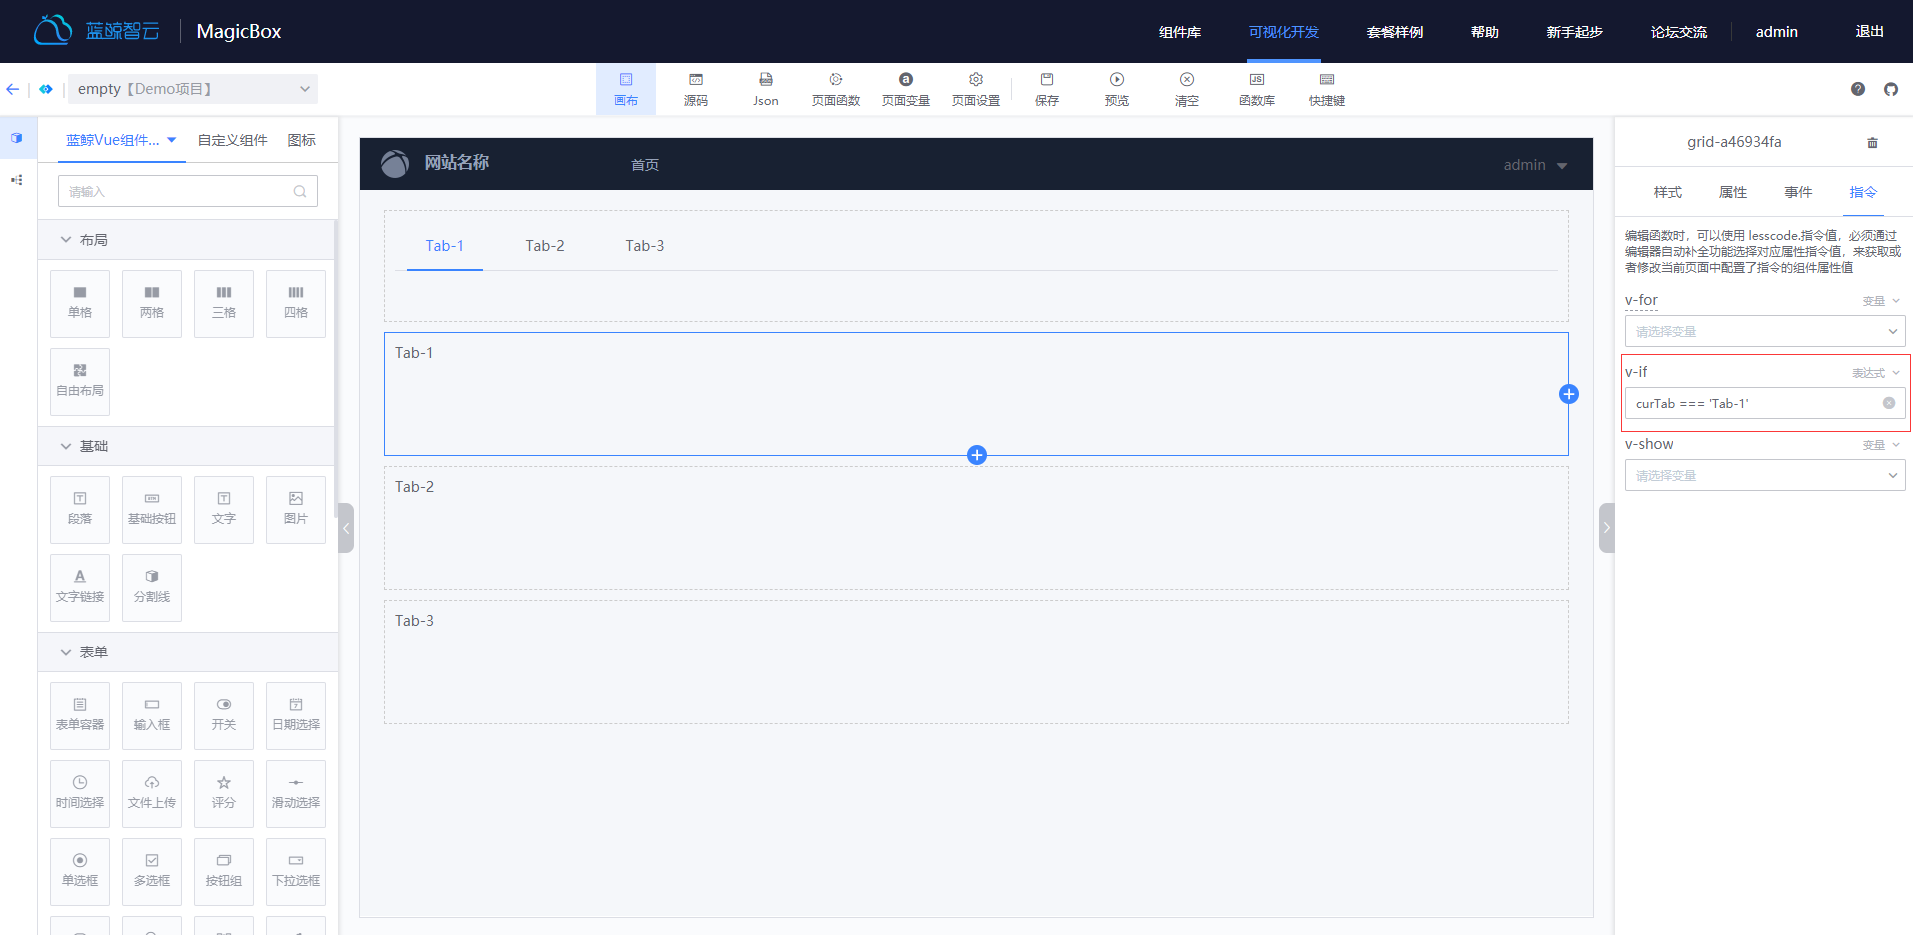 蓝鲸智云 MagicBox 组件库 可视化开发 套餐样例 帮助 新手起步 论坛交流 admin 退出
empty【Demo项目】 画布 源码 Json 页面函数 页面变量 页面设置 保存 预览 清空 函数库 快捷键
蓝鲸Vue组件... 自定义组件 图标
请输入
布局
单格 两格 三格 四格
自由布局
基础
段落 基础按钮 文字 图片
文字链接 分割线
表单
表单容器 输入框 开关 日期选择
时间选择 文件上传 评分 滑动选择
单选框 多选框 按钮组 下拉选框
网站名称 首页 admin
Tab-1 Tab-2 Tab-3
Tab-1
Tab-2
Tab-3
grid-a46934fa
样式 属性 事件 指令
编辑函数时，可以使用 lesscode.指令值，必须通过
编辑器自动补全功能选择对应属性指令值，来获取或
者修改当前页面中配置了指令的组件属性值
v-for 变量
请选择变量
v-if 表达式
curTab === 'Tab-1'
v-show 变量
请选择变量